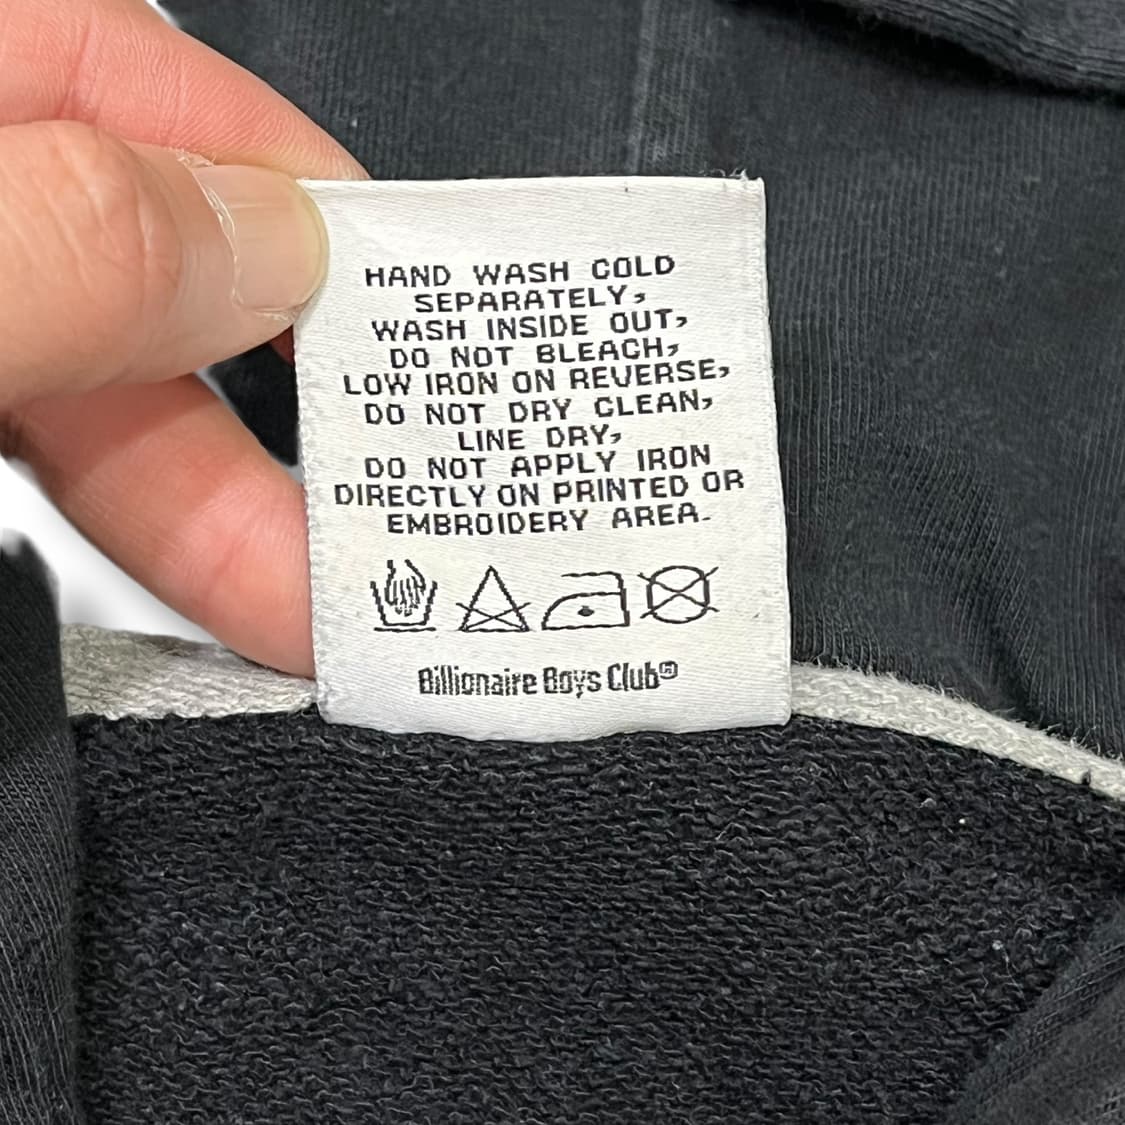 HAND WASH COLD
SEPARATELY,
WASH INSIDE OUT,
DO NOT BLEACH,
LOW IRON ON REVERSE,
DO NOT DRY CLEAN,
LINE DRY,
DO NOT APPLY IRON
DIRECTLY ON PRINTED OR
EMBROIDERY AREA.
Billionaire Boys Club®